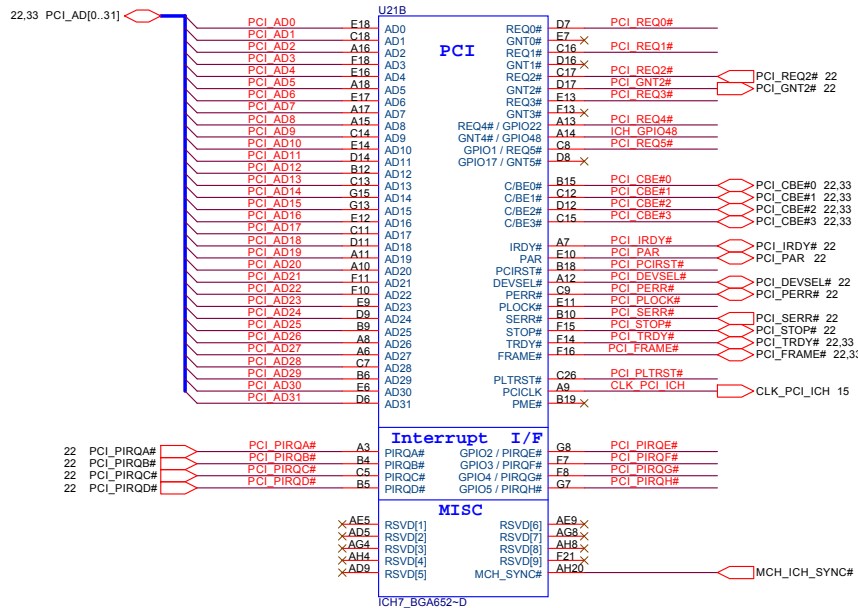 U21B
22,33 PCI_AD[0..31]
PCI
PCI_AD0 E18 AD0 REQ0# D7 PCI_REQ0#
PCI_AD1 C18 AD1 GNT0# E7
PCI_AD2 A16 AD2 REQ1# C16 PCI_REQ1#
PCI_AD3 F18 AD3 GNT1# D16
PCI_AD4 E16 AD4 REQ2# C17 PCI_REQ2# PCI_REQ2# 22
PCI_AD5 A18 AD5 GNT2# D17 PCI_GNT2# PCI_GNT2# 22
PCI_AD6 E17 AD6 REQ3# E13 PCI_REQ3#
PCI_AD7 A17 AD7 GNT3# F13
PCI_AD8 A15 AD8 REQ4# / GPIO22 A13 PCI_REQ4#
PCI_AD9 C14 AD9 GNT4# / GPIO48 A14 ICH_GPIO48
PCI_AD10 E14 AD10 GPIO1 / REQ5# C8 PCI_REQ5#
PCI_AD11 D14 AD11 GPIO17 / GNT5# D8
PCI_AD12 B12 AD12
PCI_AD13 C13 AD13 C/BE0# B15 PCI_CBE#0 PCI_CBE#0 22,33
PCI_AD14 G15 AD14 C/BE1# C12 PCI_CBE#1 PCI_CBE#1 22,33
PCI_AD15 G13 AD15 C/BE2# D12 PCI_CBE#2 PCI_CBE#2 22,33
PCI_AD16 E12 AD16 C/BE3# C15 PCI_CBE#3 PCI_CBE#3 22,33
PCI_AD17 C11 AD17
PCI_AD18 D11 AD18 IRDY# A7 PCI_IRDY# PCI_IRDY# 22
PCI_AD19 A11 AD19 PAR E10 PCI_PAR PCI_PAR 22
PCI_AD20 A10 AD20 PCIRST# B18 PCI_PCIRST#
PCI_AD21 F11 AD21 DEVSEL# A12 PCI_DEVSEL# PCI_DEVSEL# 22
PCI_AD22 F10 AD22 PERR# C9 PCI_PERR# PCI_PERR# 22
PCI_AD23 E9 AD23 PLOCK# E11 PCI_PLOCK#
PCI_AD24 D9 AD24 SERR# B10 PCI_SERR# PCI_SERR# 22
PCI_AD25 B9 AD25 STOP# F15 PCI_STOP# PCI_STOP# 22
PCI_AD26 A8 AD26 TRDY# F14 PCI_TRDY# PCI_TRDY# 22,33
PCI_AD27 A6 AD27 FRAME# F16 PCI_FRAME# PCI_FRAME# 22,33
PCI_AD28 C7 AD28
PCI_AD29 B6 AD29 PLTRST# C26 PCI_PLTRST#
PCI_AD30 E6 AD30 PCICLK A9 CLK_PCI_ICH CLK_PCI_ICH 15
PCI_AD31 D6 AD31 PME# B19
Interrupt I/F
22 PCI_PIRQA# PCI_PIRQA# A3 PIRQA# GPIO2 / PIRQE# G8 PCI_PIRQE#
22 PCI_PIRQB# PCI_PIRQB# B4 PIRQB# GPIO3 / PIRQF# F7 PCI_PIRQF#
22 PCI_PIRQC# PCI_PIRQC# C5 PIRQC# GPIO4 / PIRQG# F8 PCI_PIRQG#
22 PCI_PIRQD# PCI_PIRQD# B5 PIRQD# GPIO5 / PIRQH# G7 PCI_PIRQH#
MISC
AE5 RSVD[1] RSVD[6] AE9
AD5 RSVD[2] RSVD[7] AG8
AG4 RSVD[3] RSVD[8] AH8
AH4 RSVD[4] RSVD[9] F21
AD9 RSVD[5] MCH_SYNC# AH20 MCH_ICH_SYNC#
ICH7_BGA652~D